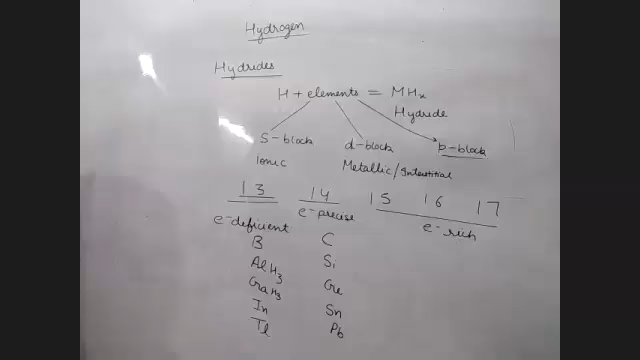 Hydrogen
Hydrides
H + elements = MHx
Hydride
S-block d-block p-block
Ionic Metallic/Interstitial
13 14 15 16 17
e-deficient e-precise e-rich
B C
AlH3 Si
GaH3 Ge
In Sn
Tl Pb